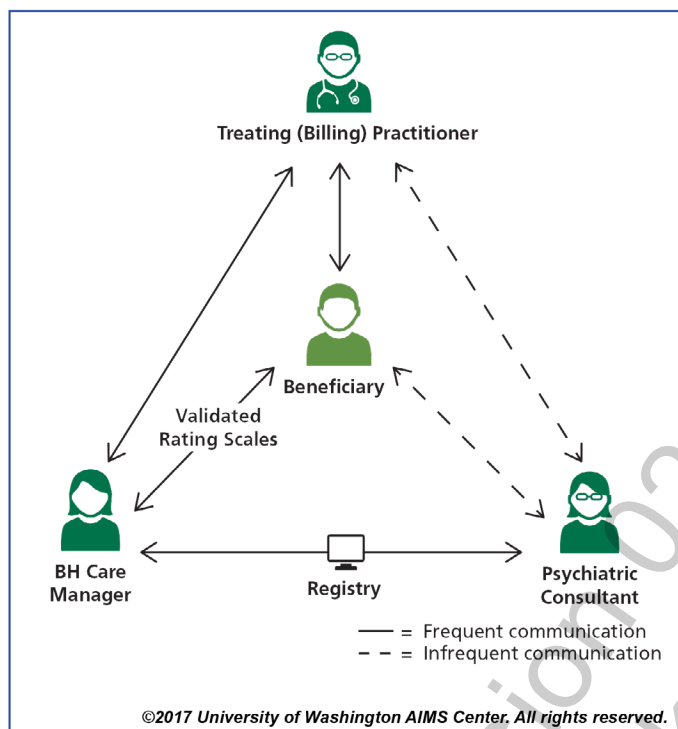 Treating (Billing) Practitioner
Beneficiary
Validated
Rating Scales
BH Care
Manager
Registry
Psychiatric
Consultant
= Frequent communication
= Infrequent communication
©2017 University of Washington AIMS Center. All rights reserved.